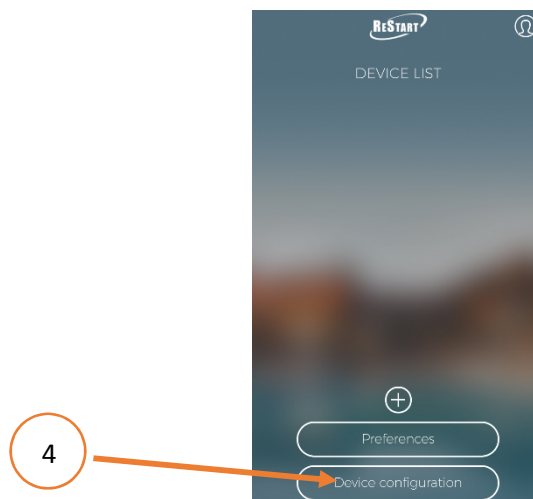 ReStart
DEVICE LIST
Preferences
4
Device configuration